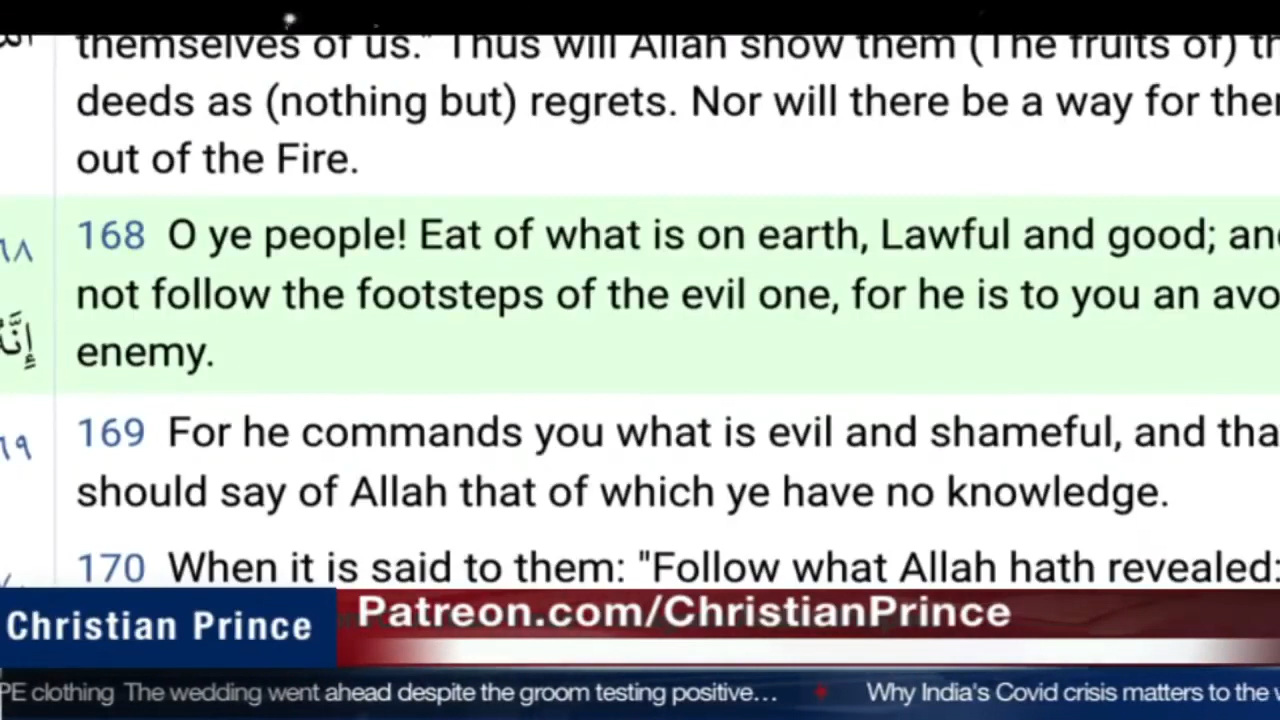 themselves of us." Thus will Allah show them (The fruits of)
deeds as (nothing but) regrets. Nor will there be a way for
out of the Fire.
168 O ye people! Eat of what is on earth, Lawful and good;
not follow the footsteps of the evil one, for he is to you an
enemy.
إِنَّهُ
169 For he commands you what is evil and shameful, and
should say of Allah that of which ye have no knowledge.
170 When it is said to them: "Follow what Allah hath revealed:
Christian Prince
Patreon.com/ChristianPrince
PE clothing The wedding went ahead despite the groom testing positive… Why India's Covid crisis matters to the